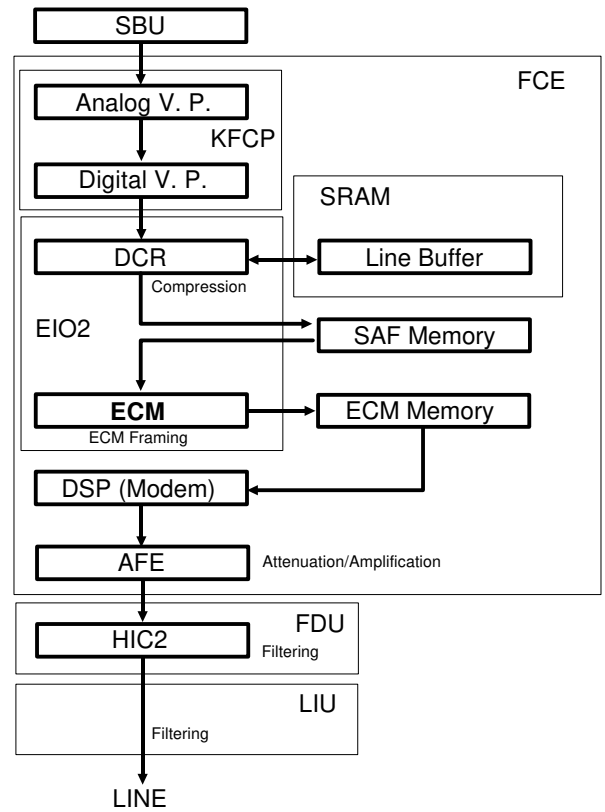 SBU
FCE
Analog V. P.
KFCP
Digital V. P.
SRAM
DCR
Line Buffer
Compression
EIO2
SAF Memory
ECM
ECM Memory
ECM Framing
DSP (Modem)
AFE
Attenuation/Amplification
FDU
HIC2
Filtering
LIU
Filtering
LINE